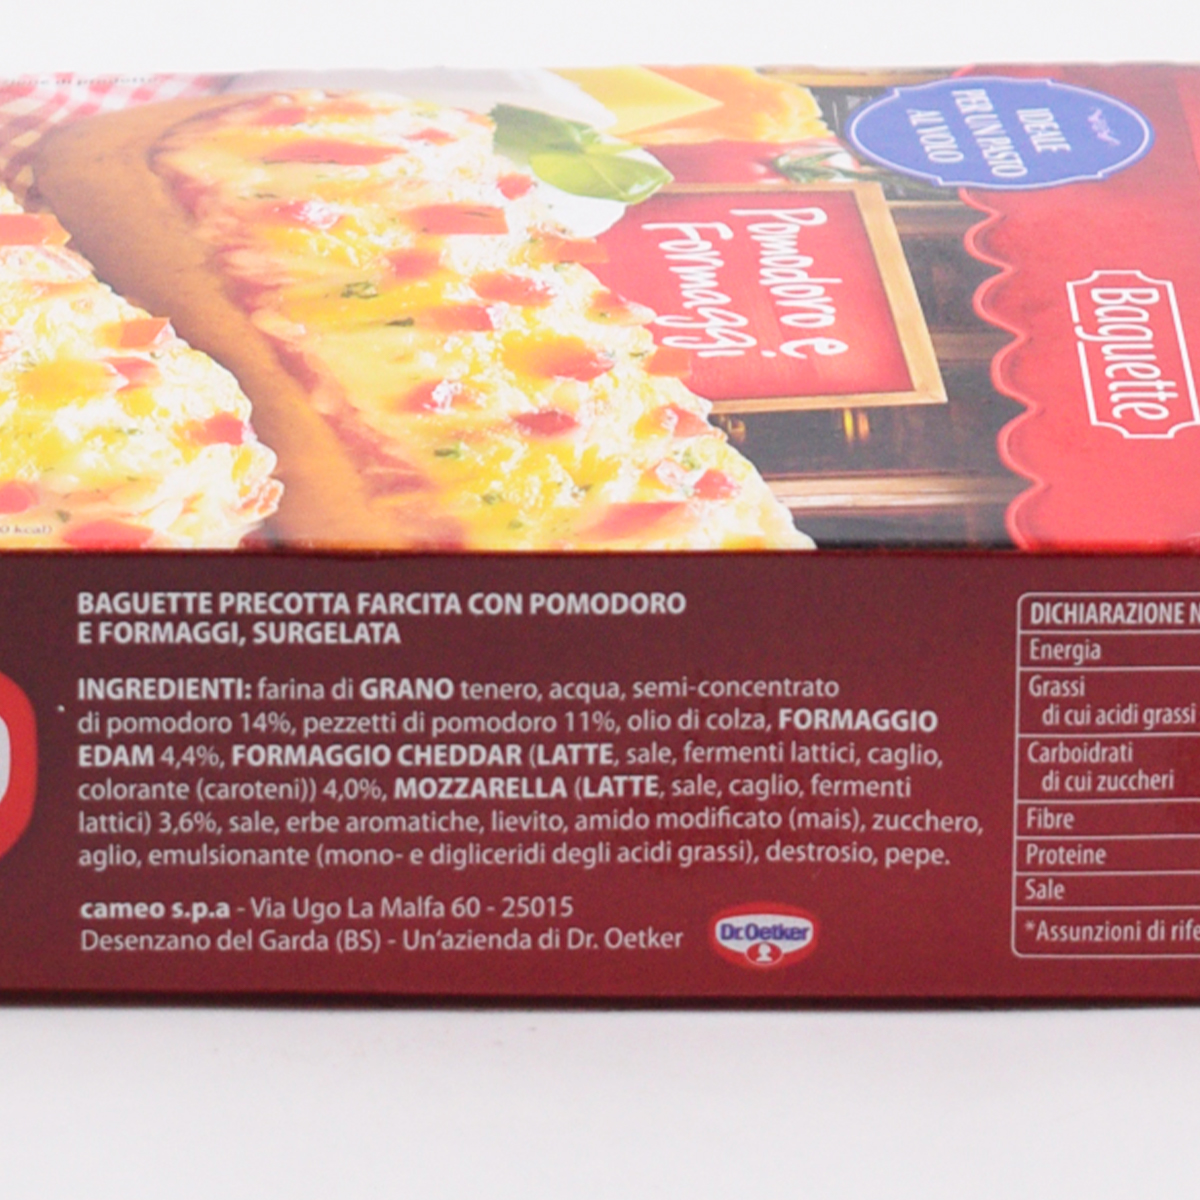 zione di prodotto
IDEALE
PER UN PASTO
AL VOLO
Baguette
Pomodoro e
Formaggi
0 kcal)
BAGUETTE PRECOTTA FARCITA CON POMODORO
E FORMAGGI, SURGELATA
INGREDIENTI: farina di GRANO tenero, acqua, semi-concentrato
di pomodoro 14%, pezzetti di pomodoro 11%, olio di colza, FORMAGGIO
EDAM 4,4%, FORMAGGIO CHEDDAR (LATTE, sale, fermenti lattici, caglio,
colorante (caroteni)) 4,0%, MOZZARELLA (LATTE, sale, caglio, fermenti
lattici) 3,6%, sale, erbe aromatiche, lievito, amido modificato (mais), zucchero,
aglio, emulsionante (mono- e digliceridi degli acidi grassi), destrosio, pepe.
cameo s.p.a - Via Ugo La Malfa 60 - 25015
Desenzano del Garda (BS) - Un'azienda di Dr. Oetker
Dr. Oetker
DICHIARAZIONE N
Energia
Grassi
di cui acidi grassi
Carboidrati
di cui zuccheri
Fibre
Proteine
Sale
*Assunzioni di rife